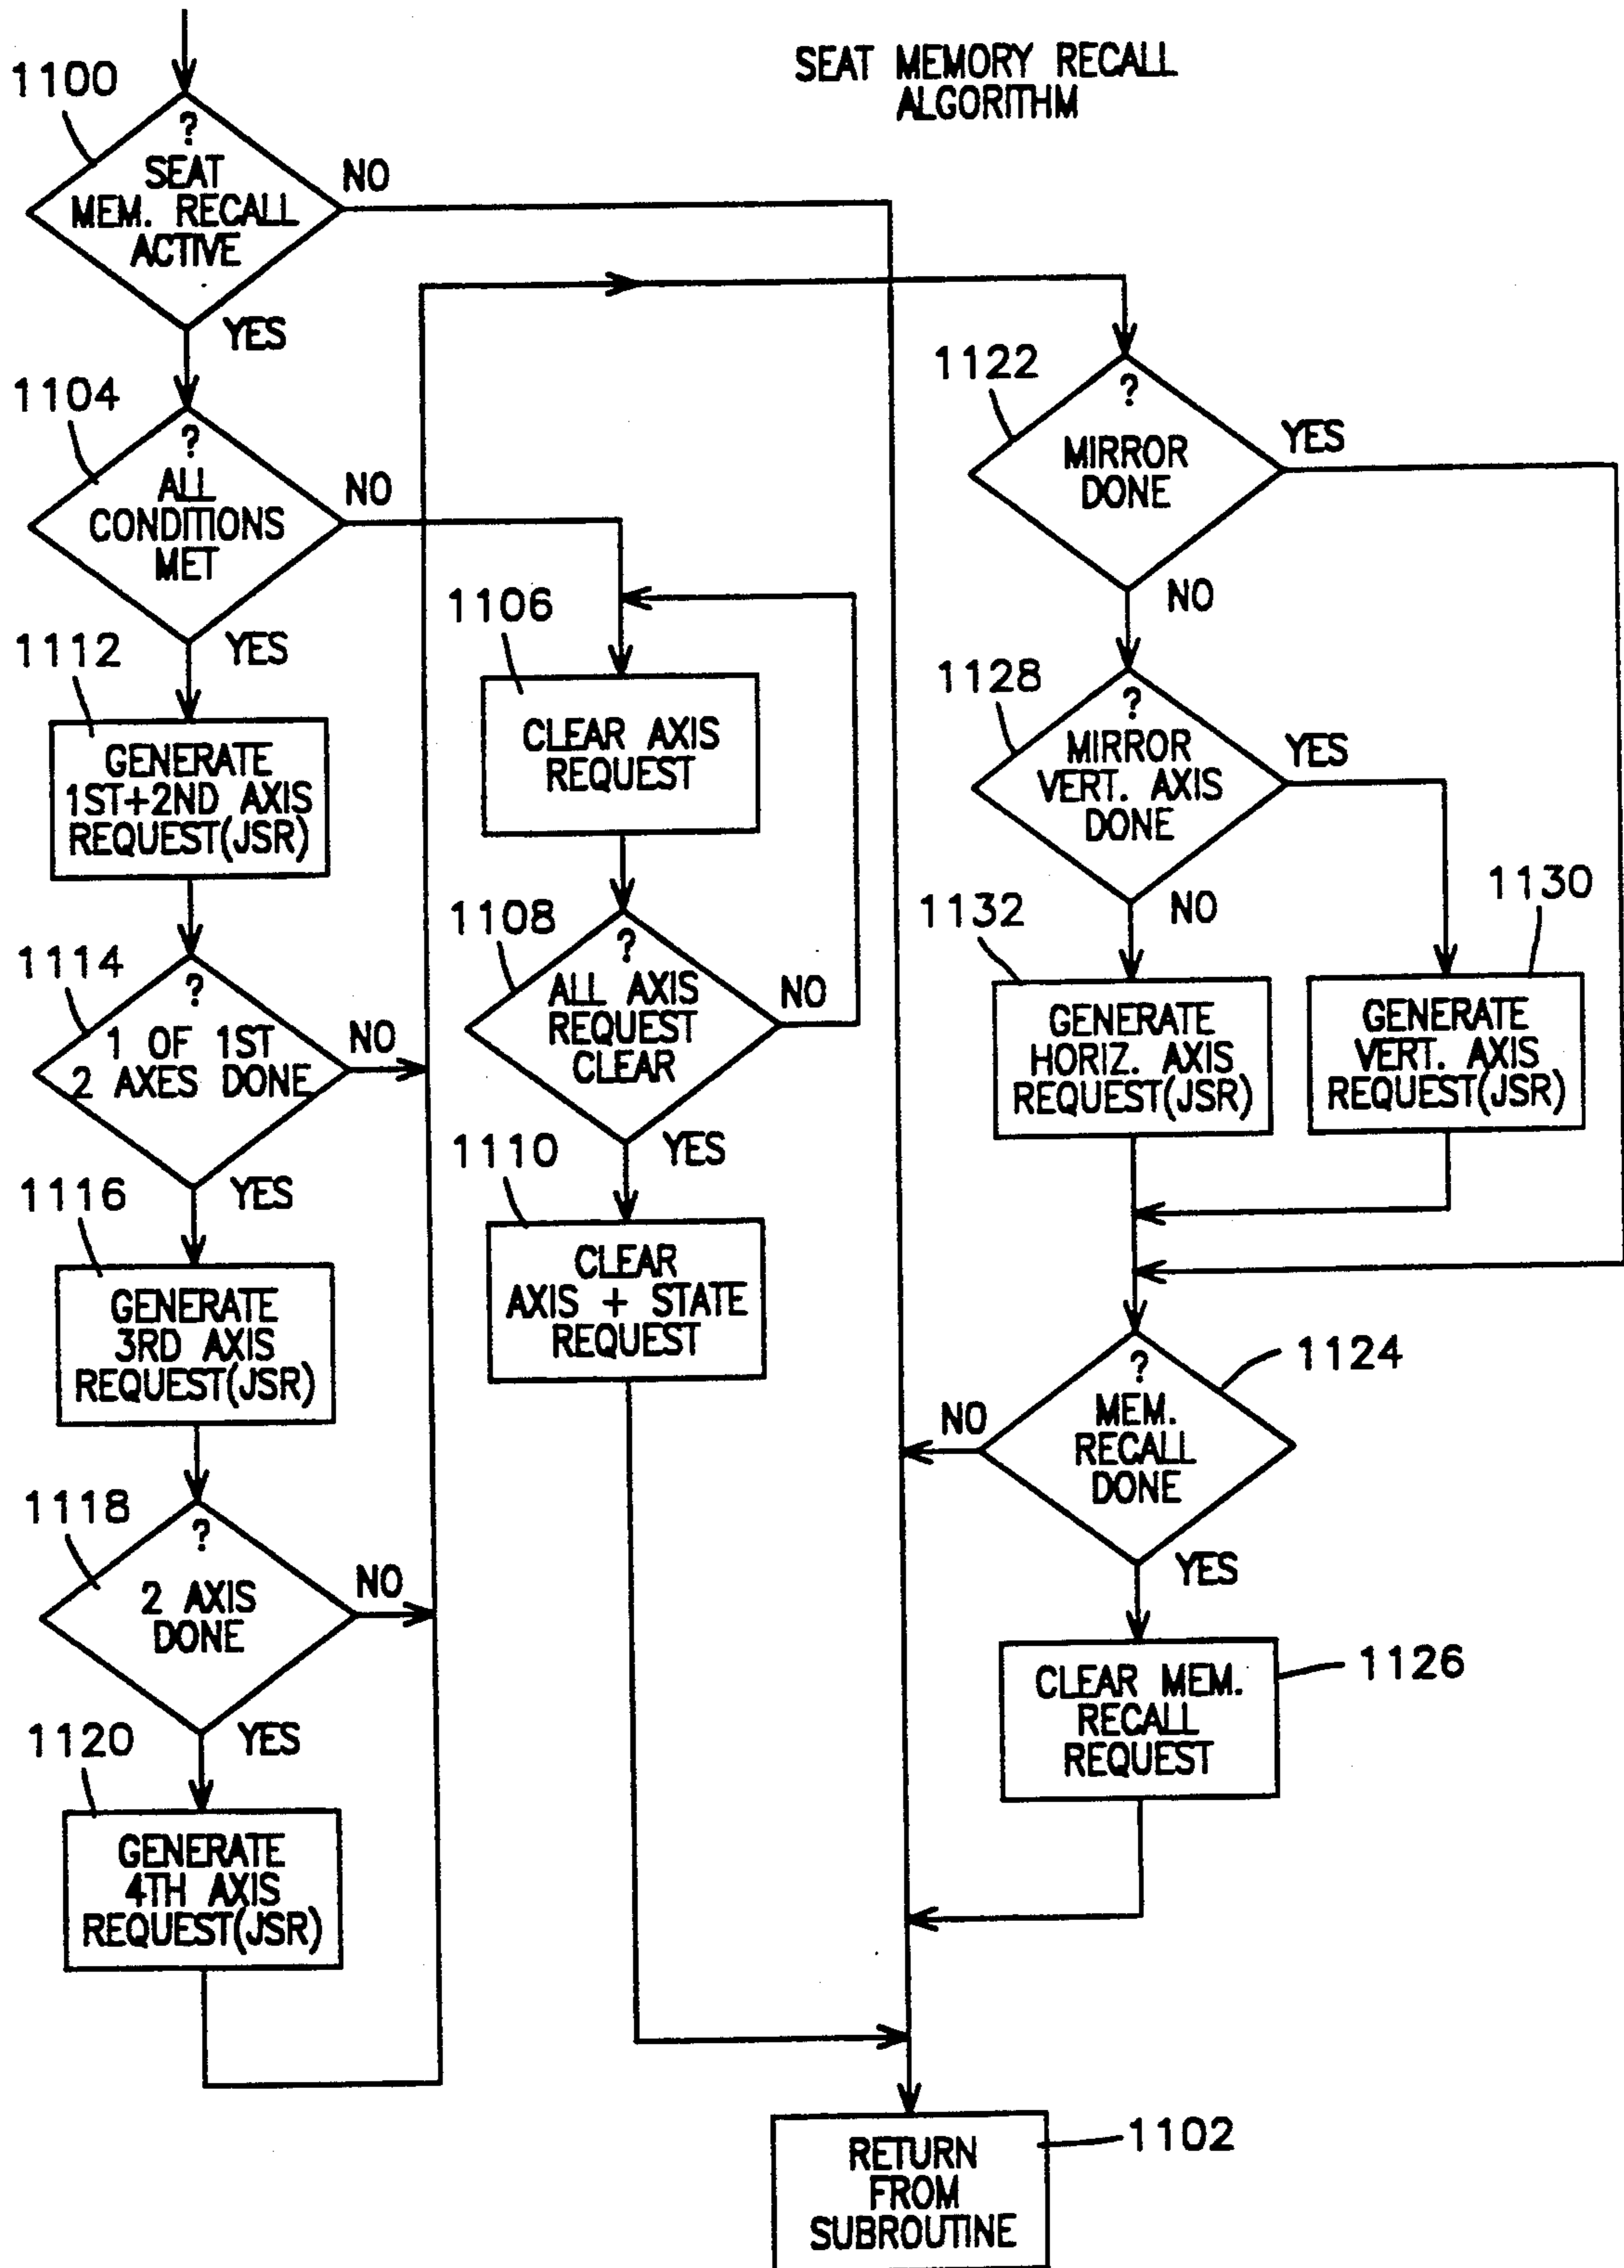 SEAT MEMORY RECALL
ALGORITHM
1100
?
SEAT
MEM. RECALL
ACTIVE
NO
YES
1104
?
ALL
CONDITIONS
MET
NO
YES
1112
GENERATE
1ST+2ND AXIS
REQUEST(JSR)
1114
?
1 OF 1ST
2 AXES DONE
NO
YES
1116
GENERATE
3RD AXIS
REQUEST(JSR)
1118
?
2 AXIS
DONE
NO
YES
1120
GENERATE
4TH AXIS
REQUEST(JSR)
1106
CLEAR AXIS
REQUEST
1108
?
ALL AXIS
REQUEST
CLEAR
NO
YES
1110
CLEAR
AXIS + STATE
REQUEST
1122
?
MIRROR
DONE
YES
NO
1128
?
MIRROR
VERT. AXIS
DONE
YES
NO
1132
GENERATE
HORIZ. AXIS
REQUEST(JSR)
1130
GENERATE
VERT. AXIS
REQUEST(JSR)
1124
?
MEM.
RECALL
DONE
NO
YES
1126
CLEAR MEM.
RECALL
REQUEST
1102
RETURN
FROM
SUBROUTINE